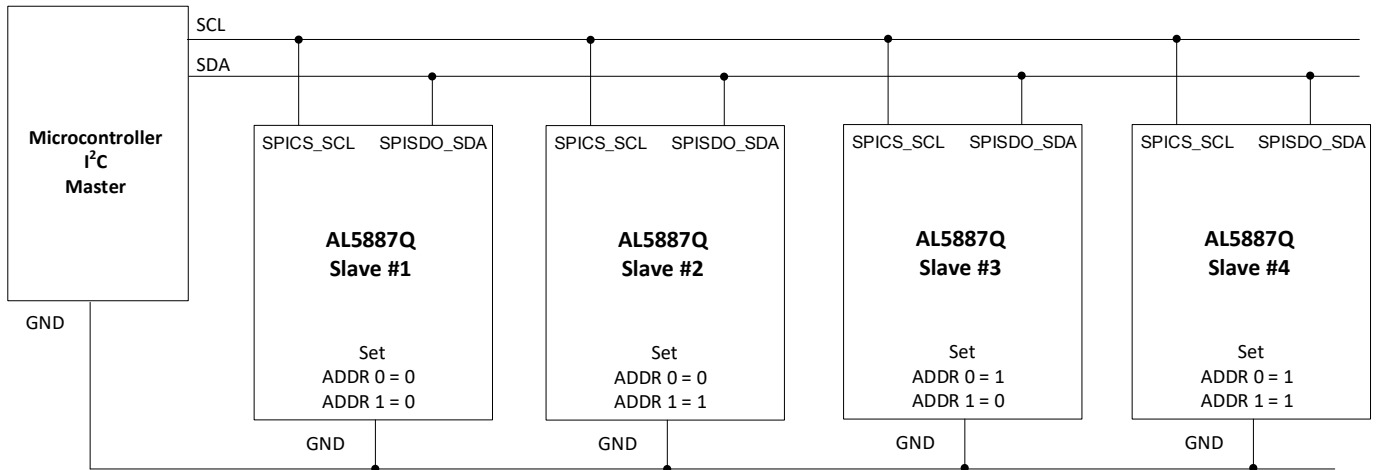 SCL
SDA
Microcontroller
I²C
Master
GND
SPICS_SCL SPISDO_SDA
AL5887Q
Slave #1
Set
ADDR 0 = 0
ADDR 1 = 0
GND
SPICS_SCL SPISDO_SDA
AL5887Q
Slave #2
Set
ADDR 0 = 0
ADDR 1 = 1
GND
SPICS_SCL SPISDO_SDA
AL5887Q
Slave #3
Set
ADDR 0 = 1
ADDR 1 = 0
GND
SPICS_SCL SPISDO_SDA
AL5887Q
Slave #4
Set
ADDR 0 = 1
ADDR 1 = 1
GND